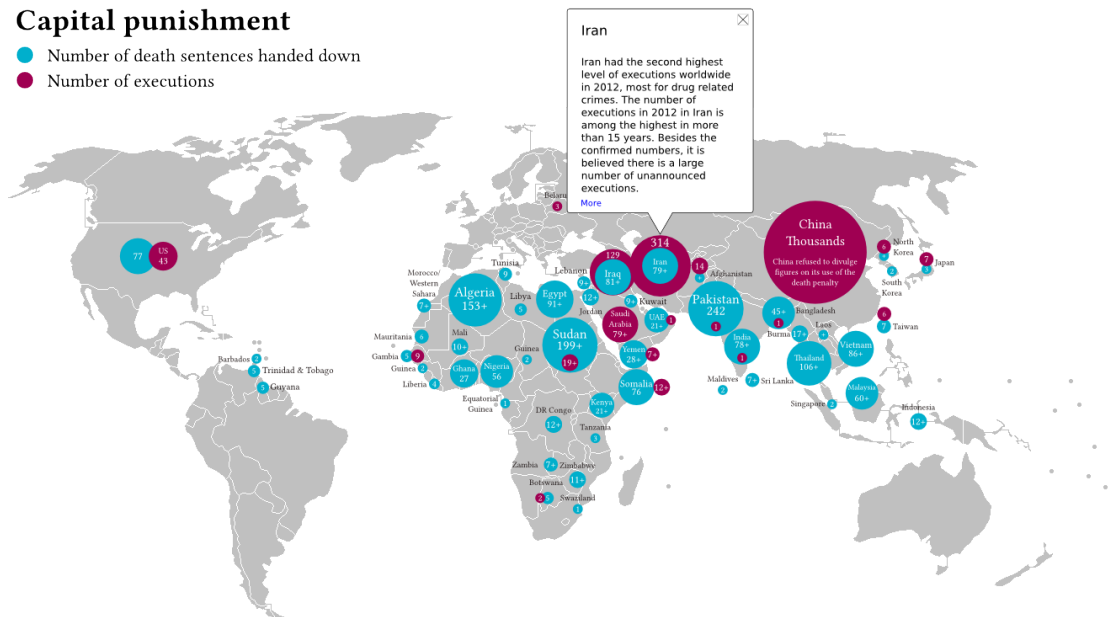 Capital punishment
Number of death sentences handed down
Number of executions
Iran
Iran had the second highest
level of executions worldwide
in 2012, most for drug related
crimes. The number of
executions in 2012 in Iran is
among the highest in more
than 15 years. Besides the
confirmed numbers, it is
believed there is a large
number of unannounced
executions.
More
Belaru
3
77
US
43
Tunisia
9
Morocco/
Western
Sahara
7+
Algeria
153+
Libya
5
Egypt
91+
Lebanon
9+
Jordan
12+
129
Iraq
81+
314
Iran
79+
14
Afghanistan
9+
Kuwait
Saudi
Arabia
79+
UAE
21+
1
Pakistan
242
1
China
Thousands
China refused to divulge
figures on its use of the
death penalty
6
North
Korea
2
South
Korea
7
Japan
3
45+
1
Bangladesh
6
7
Taiwan
India
78+
1
Burma
17+
Laos
Vietnam
86+
Thailand
106+
Mauritania
6
Mali
10+
Gambia
5
9
Guinea
2
Liberia
4
Ghana
27
Nigeria
56
Guinea
2
Sudan
199+
19+
Yemen
28+
7+
Somalia
76
12+
Maldives
2
7+
Sri Lanka
Malaysia
60+
Singapore
2
Indonesia
12+
Barbados
2
5
Trinidad & Tobago
5
Guyana
Equatorial
Guinea
1
Kenya
21+
DR Congo
12+
Tanzania
3
Zambia
7+
Zimbabwe
11+
Botswana
2
5
Swaziland
1